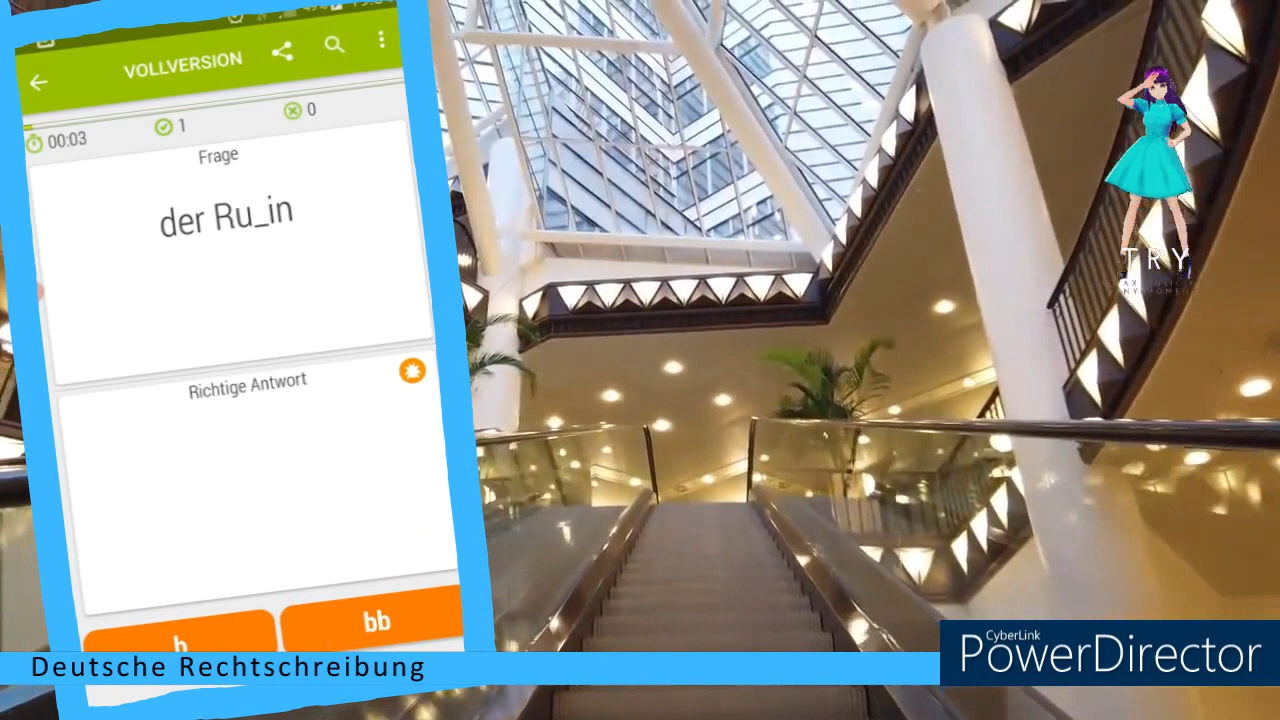 VOLLVERSION
00:03
1
0
Frage
der Ru_in
Richtige Antwort
bb
Deutsche Rechtschreibung
TRY
CyberLink
PowerDirector